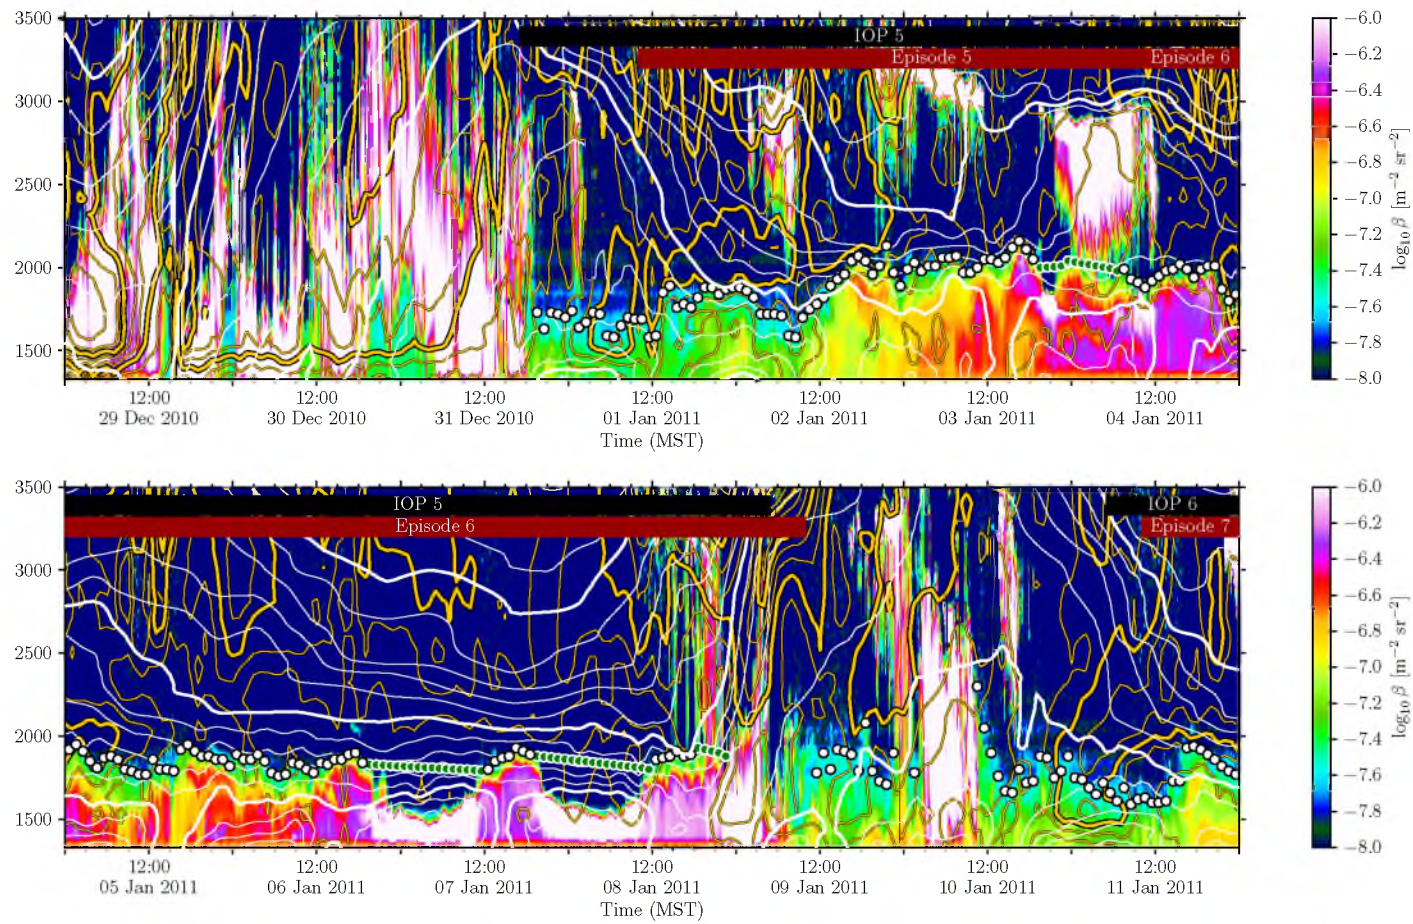 3500
3000
2500
2000
1500
IOP 5
Episode 5 Episode 6
12:00 12:00 12:00 12:00 12:00 12:00 12:00
29 Dec 2010 30 Dec 2010 31 Dec 2010 01 Jan 2011 02 Jan 2011 03 Jan 2011 04 Jan 2011
Time (MST)
−6.0
−6.2
−6.4
−6.6
−6.8
−7.0
−7.2
−7.4
−7.6
−7.8
−8.0
log₁₀ β [m⁻² sr⁻²]
3500
3000
2500
2000
1500
IOP 5 IOP 6
Episode 6 Episode 7
12:00 12:00 12:00 12:00 12:00 12:00 12:00
05 Jan 2011 06 Jan 2011 07 Jan 2011 08 Jan 2011 09 Jan 2011 10 Jan 2011 11 Jan 2011
Time (MST)
−6.0
−6.2
−6.4
−6.6
−6.8
−7.0
−7.2
−7.4
−7.6
−7.8
−8.0
log₁₀ β [m⁻² sr⁻²]